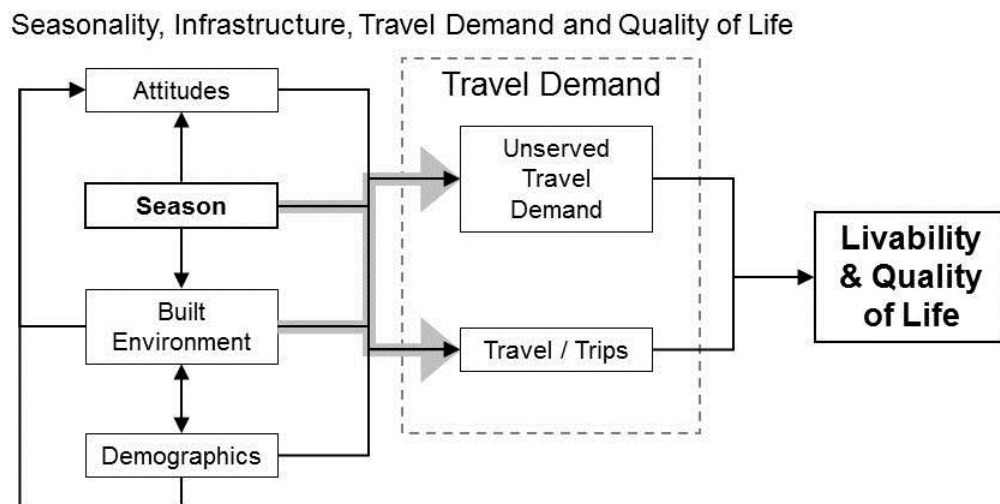 Seasonality, Infrastructure, Travel Demand and Quality of Life
Attitudes
Season
Built
Environment
Demographics
Travel Demand
Unserved
Travel
Demand
Travel / Trips
Livability
& Quality
of Life